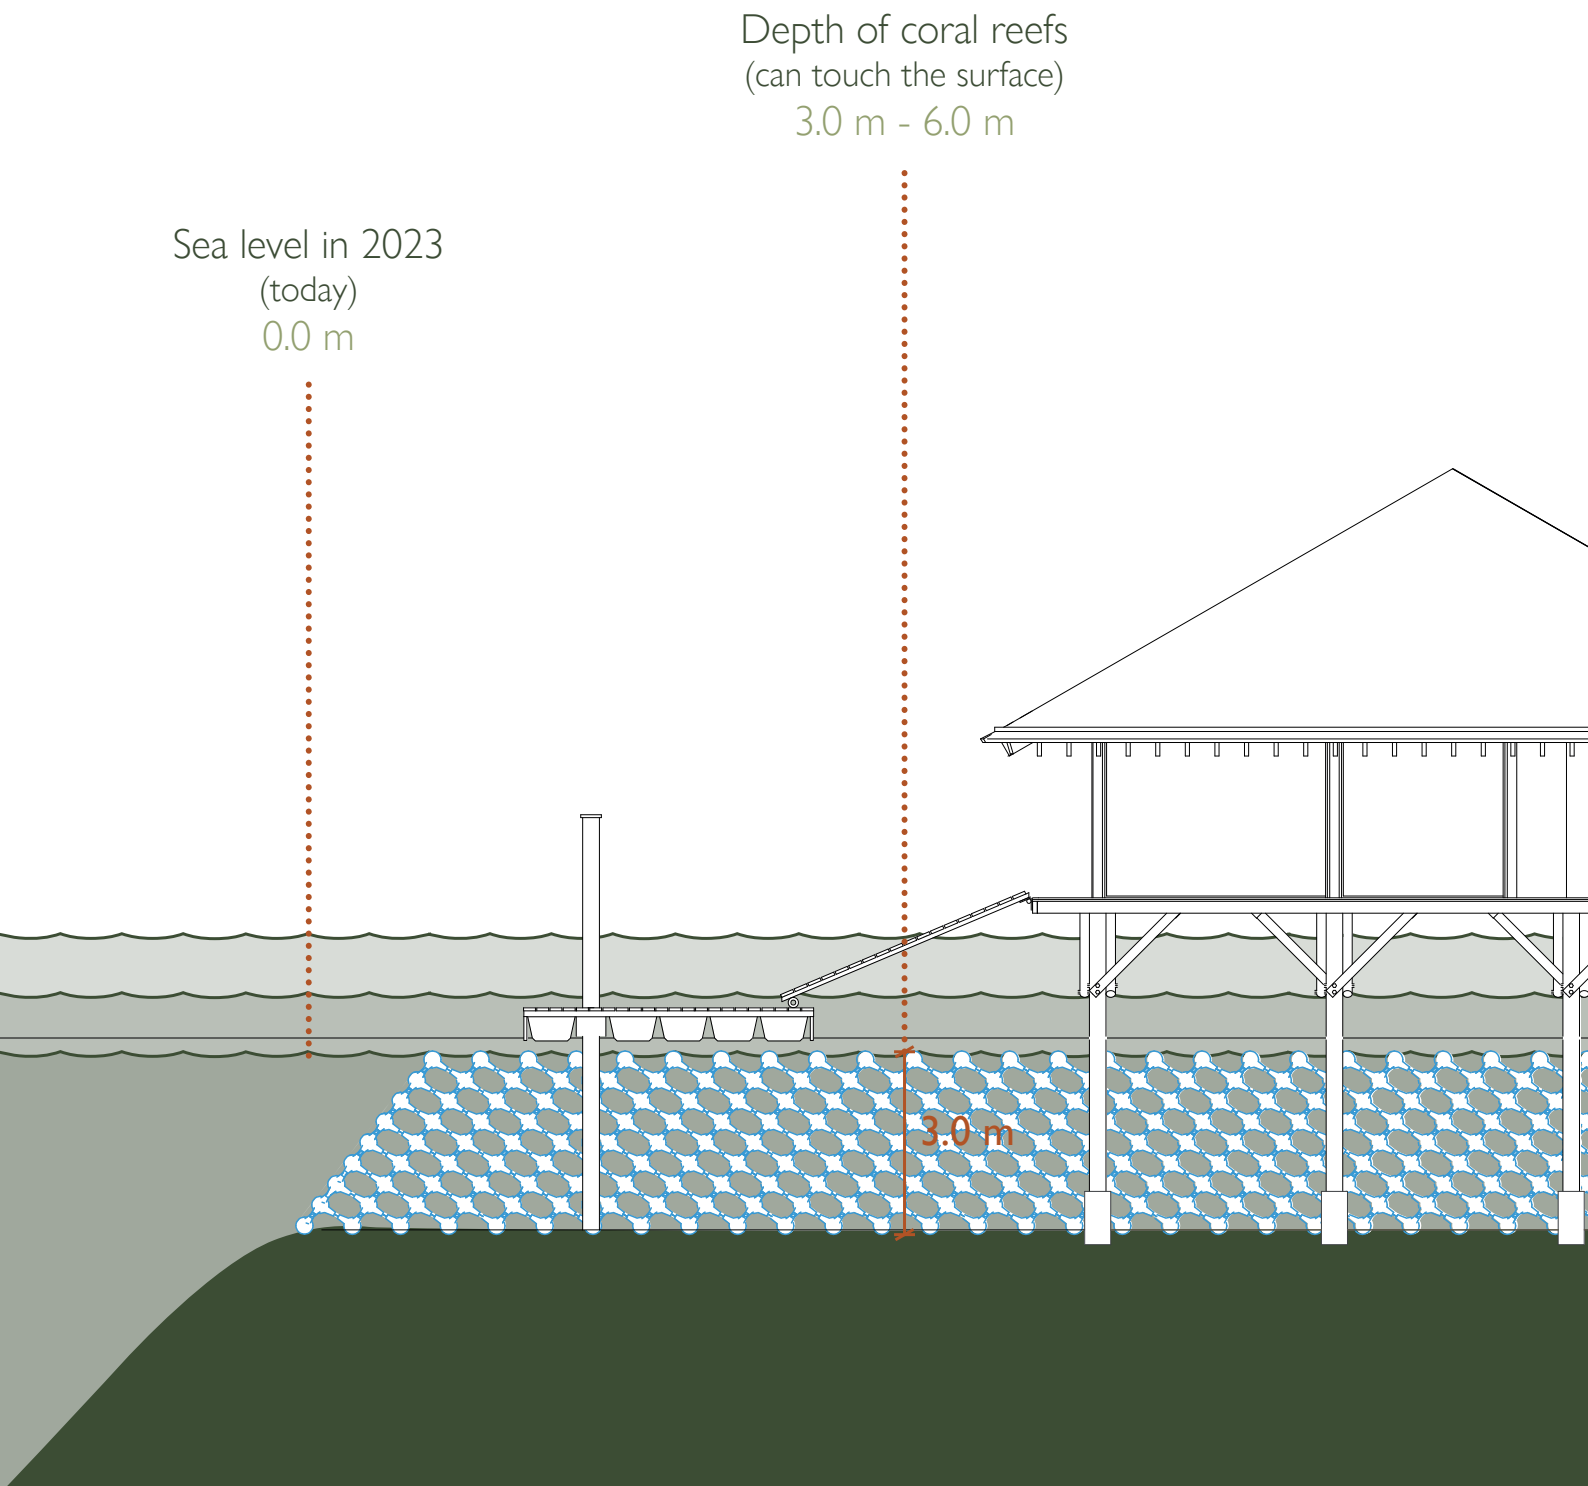 Depth of coral reefs
(can touch the surface)
3.0 m - 6.0 m
Sea level in 2023
(today)
0.0 m
3.0 m